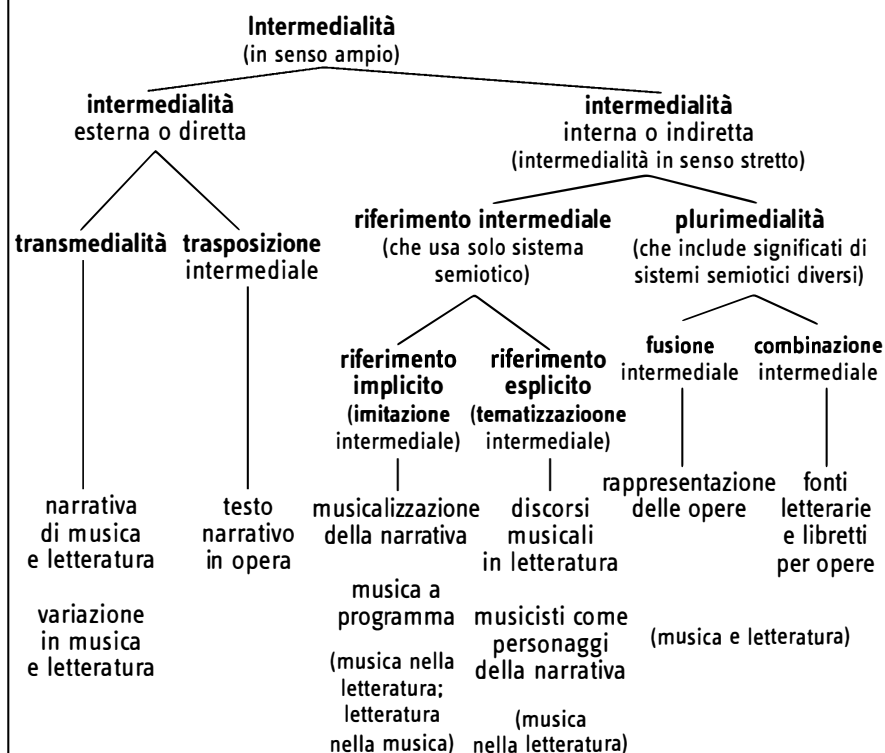 Intermedialità
(in senso ampio)
intermedialità
esterna o diretta
intermedialità
interna o indiretta
(intermedialità in senso stretto)
transmedialità
trasposizione
intermediale
riferimento intermediale
(che usa solo sistema
semiotico)
plurimedialità
(che include significati di
sistemi semiotici diversi)
riferimento
implicito
(imitazione
intermediale)
riferimento
esplicito
(tematizzazioone
intermediale)
fusione
intermediale
combinazione
intermediale
narrativa
di musica
e letteratura
variazione
in musica
e letteratura
testo
narrativo
in opera
musicalizzazione
della narrativa
musica a
programma
(musica nella
letteratura;
letteratura
nella musica)
discorsi
musicali
in letteratura
musicisti come
personaggi
della narrativa
(musica
nella letteratura)
rappresentazione
delle opere
fonti
letterarie
e libretti
per opere
(musica e letteratura)